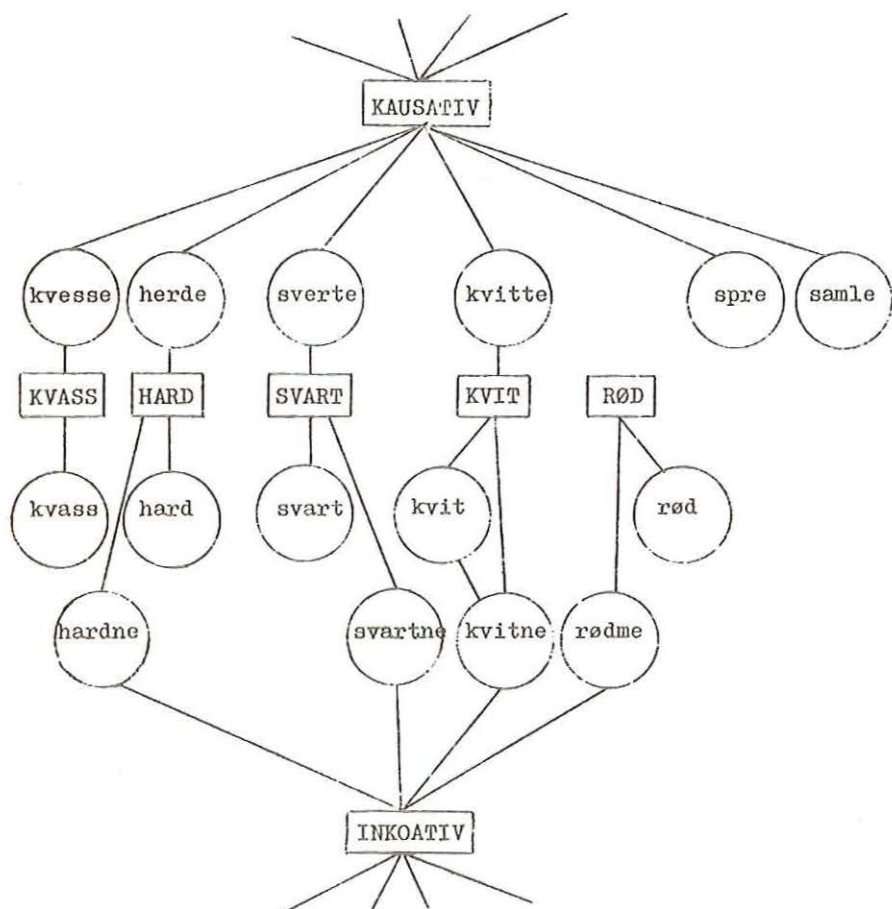 KAUSATIV
kvesse herde sverte kvitte spre samle
KVASS HARD SVART KVIT RØD
kvass hard svart kvit rød
hardne svartne kvitne rødme
INKOATIV